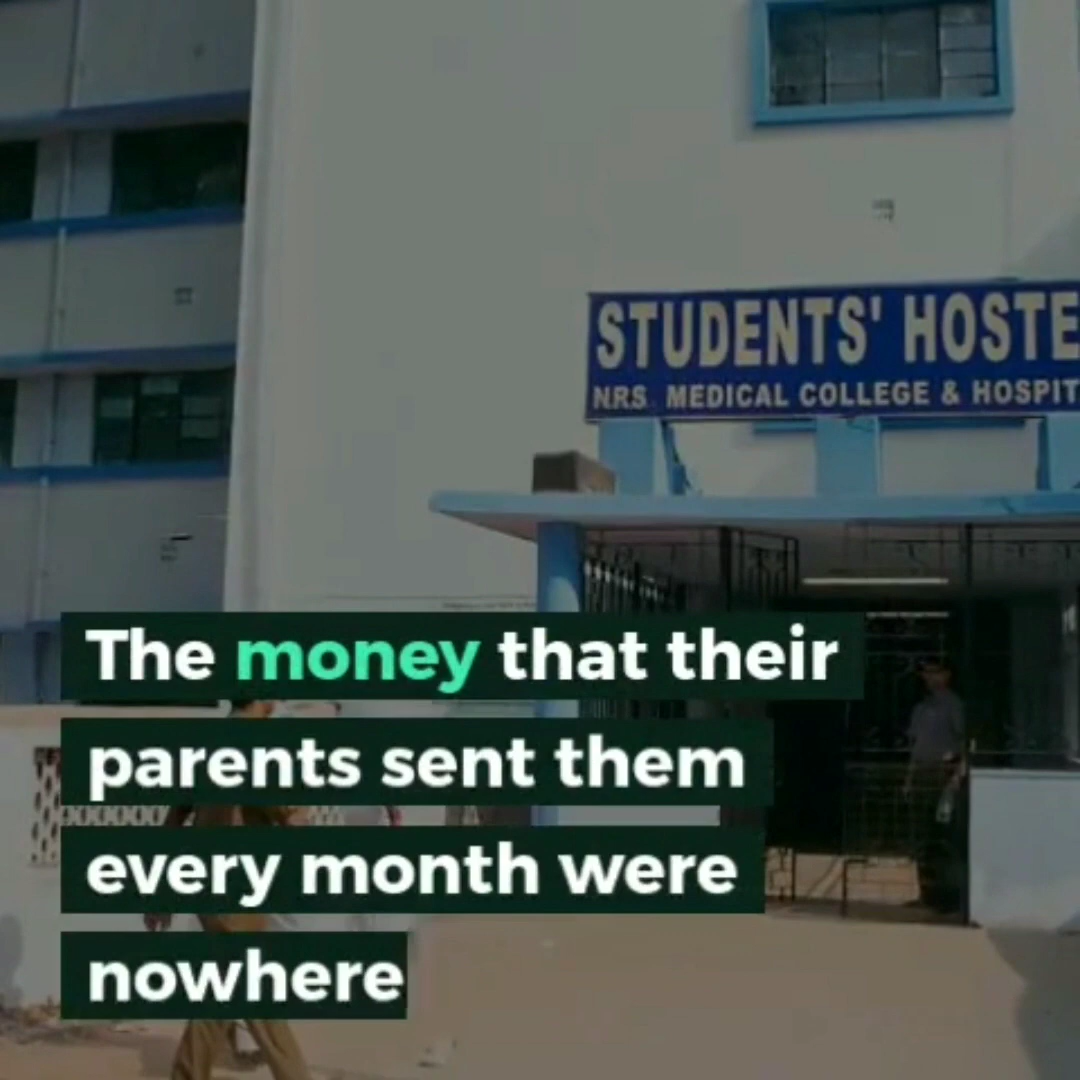 STUDENTS' HOSTE
NRS MEDICAL COLLEGE & HOSPIT
The money that their
parents sent them
every month were
nowhere